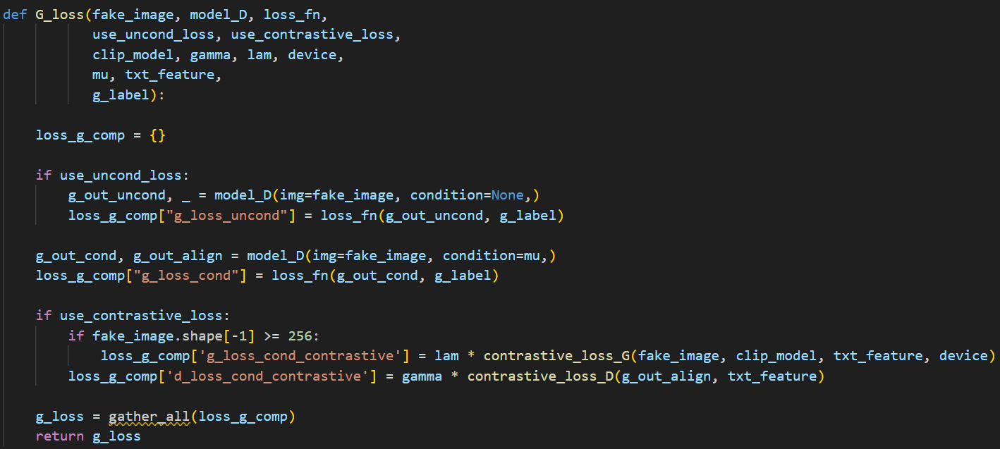 def G_loss(fake_image, model_D, loss_fn,
use_uncond_loss, use_contrastive_loss,
clip_model, gamma, lam, device,
mu, txt_feature,
g_label):
loss_g_comp = {}
if use_uncond_loss:
g_out_uncond, _ = model_D(img=fake_image, condition=None,)
loss_g_comp["g_loss_uncond"] = loss_fn(g_out_uncond, g_label)
g_out_cond, g_out_align = model_D(img=fake_image, condition=mu,)
loss_g_comp["g_loss_cond"] = loss_fn(g_out_cond, g_label)
if use_contrastive_loss:
if fake_image.shape[-1] >= 256:
loss_g_comp['g_loss_cond_contrastive'] = lam * contrastive_loss_G(fake_image, clip_model, txt_feature, device)
loss_g_comp['d_loss_cond_contrastive'] = gamma * contrastive_loss_D(g_out_align, txt_feature)
g_loss = gather_all(loss_g_comp)
return g_loss